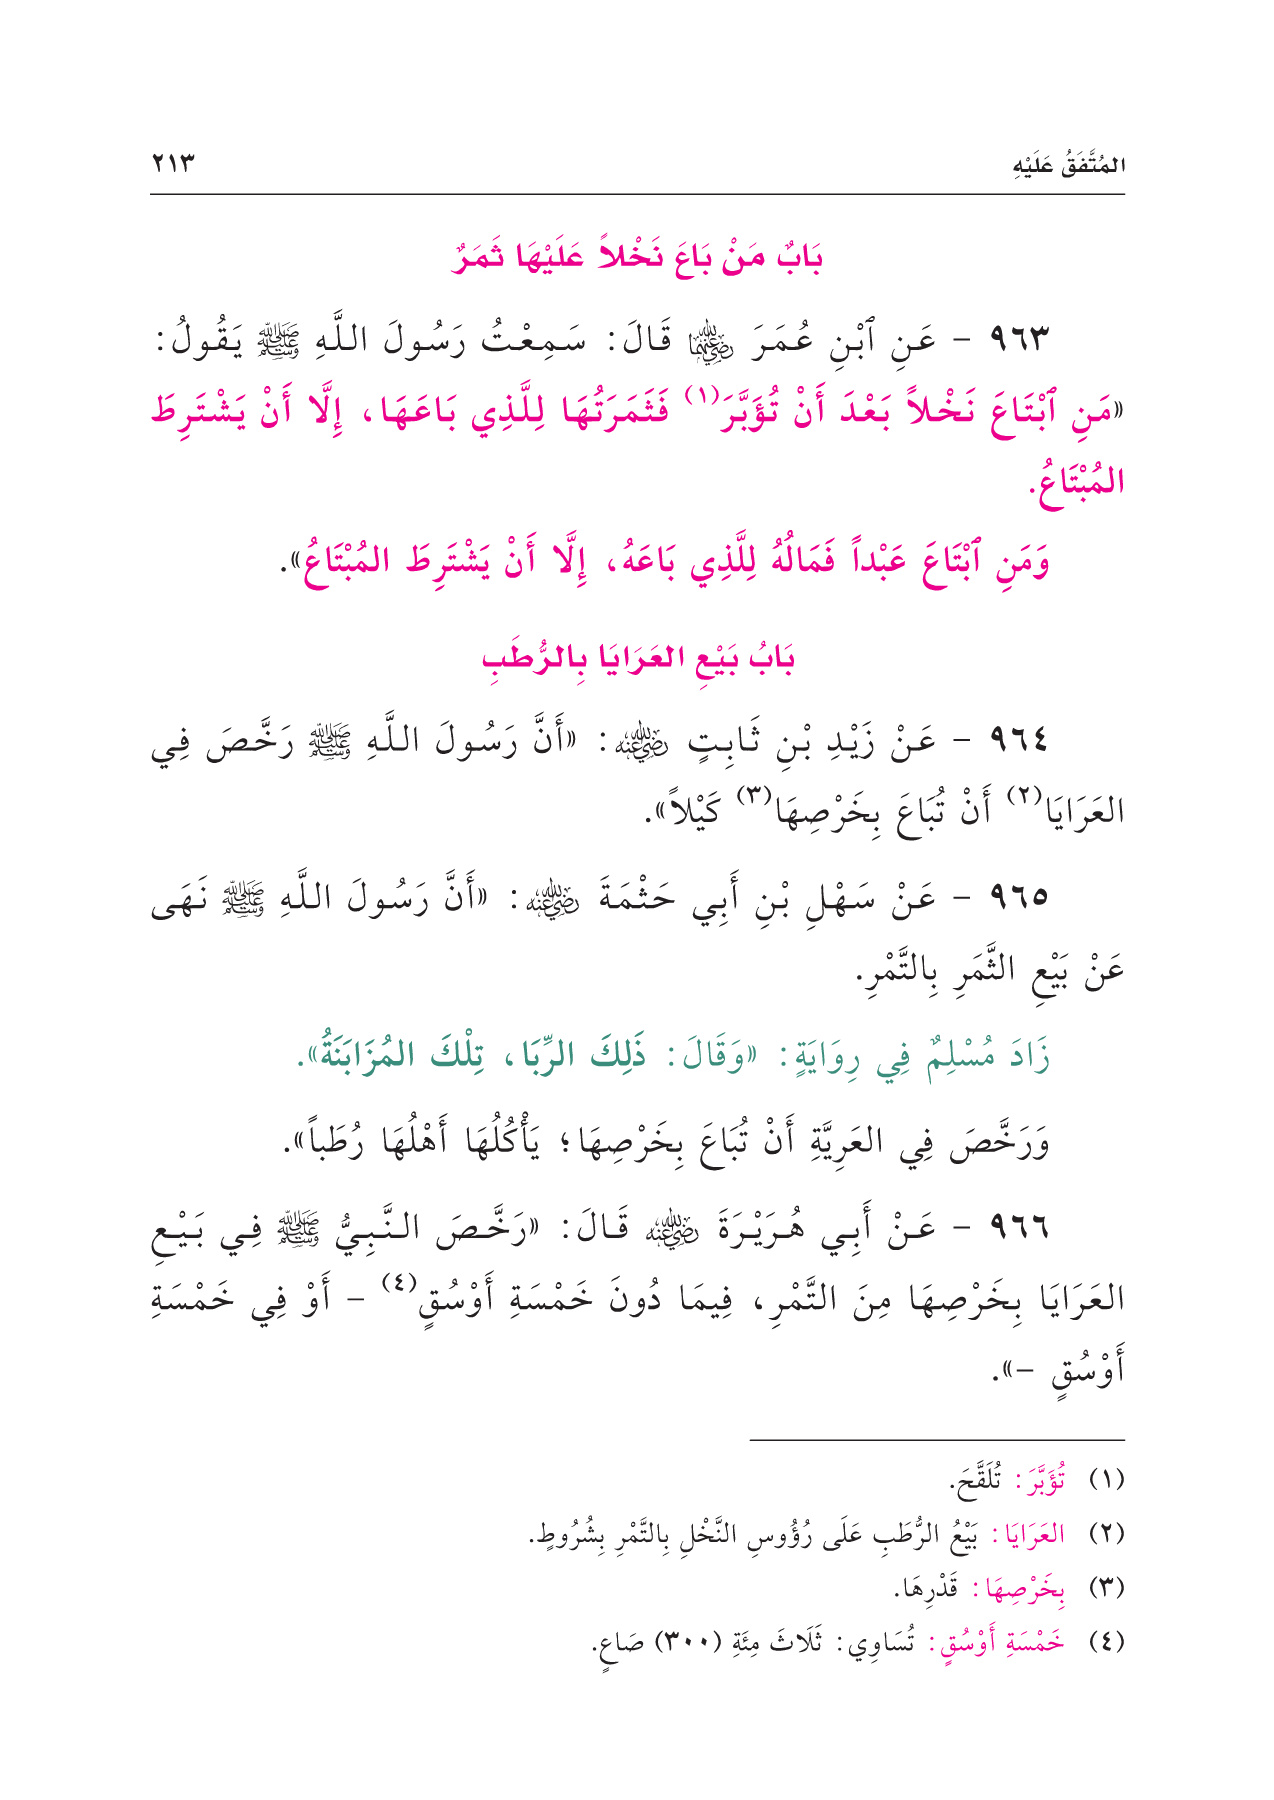 المُتَّفَقُ عَلَيْهِ ٢١٣
بَابٌ مَنْ بَاعَ نَخْلاً عَلَيْهَا ثَمَرٌ
٩٦٣ - عَنِ ٱبْنِ عُمَرَ رضي الله عنهما قَالَ: سَمِعْتُ رَسُولَ اللَّهِ ﷺ يَقُولُ:
«مَنِ ٱبْتَاعَ نَخْلاً بَعْدَ أَنْ تُؤَبَّرَ(١) فَثَمَرَتُهَا لِلَّذِي بَاعَهَا، إِلَّا أَنْ يَشْتَرِطَ
المُبْتَاعُ.
وَمَنِ ٱبْتَاعَ عَبْداً فَمَالُهُ لِلَّذِي بَاعَهُ، إِلَّا أَنْ يَشْتَرِطَ المُبْتَاعُ».
بَابُ بَيْعِ العَرَايَا بِالرُّطَبِ
٩٦٤ - عَنْ زَيْدِ بْنِ ثَابِتٍ رضي الله عنه: «أَنَّ رَسُولَ اللَّهِ ﷺ رَخَّصَ فِي
العَرَايَا(٢) أَنْ تُبَاعَ بِخَرْصِهَا(٣) كَيْلاً».
٩٦٥ - عَنْ سَهْلِ بْنِ أَبِي حَثْمَةَ رضي الله عنه: «أَنَّ رَسُولَ اللَّهِ ﷺ نَهَى
عَنْ بَيْعِ الثَّمَرِ بِالتَّمْرِ.
زَادَ مُسْلِمٌ فِي رِوَايَةٍ: «وَقَالَ: ذَلِكَ الرِّبَا، تِلْكَ المُزَابَنَةُ».
وَرَخَّصَ فِي العَرِيَّةِ أَنْ تُبَاعَ بِخَرْصِهَا؛ يَأْكُلُهَا أَهْلُهَا رُطَباً».
٩٦٦ - عَنْ أَبِي هُرَيْرَةَ رضي الله عنه قَالَ: «رَخَّصَ النَّبِيُّ ﷺ فِي بَيْعِ
العَرَايَا بِخَرْصِهَا مِنَ التَّمْرِ، فِيمَا دُونَ خَمْسَةِ أَوْسُقٍ(٤) - أَوْ فِي خَمْسَةِ
أَوْسُقٍ -».
(١) تُؤَبَّرَ: تُلَقَّحَ.
(٢) العَرَايَا: بَيْعُ الرُّطَبِ عَلَى رُؤُوسِ النَّخْلِ بِالتَّمْرِ بِشُرُوطٍ.
(٣) بِخَرْصِهَا: قَدْرِهَا.
(٤) خَمْسَةِ أَوْسُقٍ: تُسَاوِي: ثَلَاثَ مِئَةِ (٣٠٠) صَاعٍ.